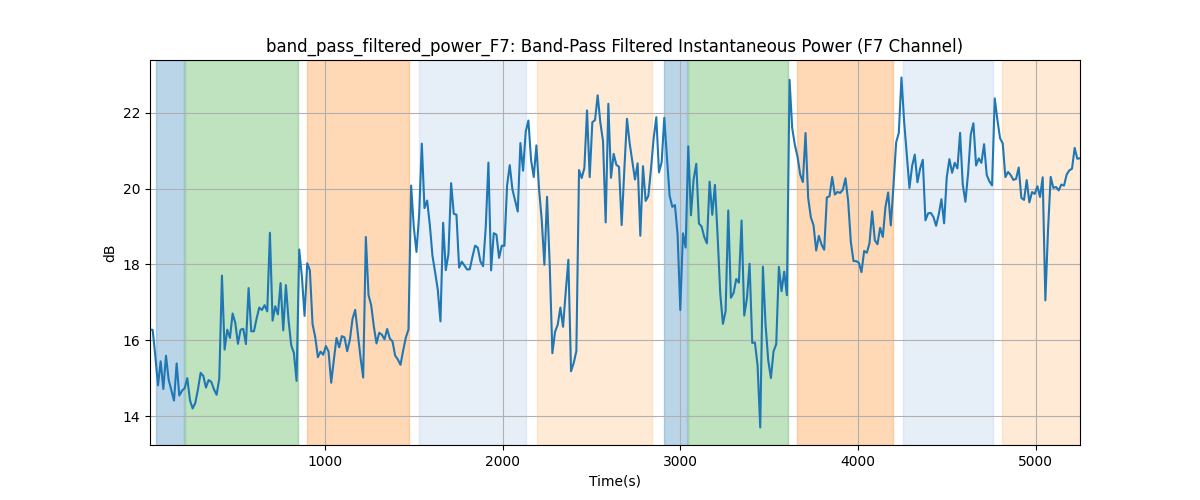 band_pass_filtered_power_F7: Band-Pass Filtered Instantaneous Power (F7 Channel)
22
20
18
16
14
dB
1000 2000 3000 4000 5000
Time(s)